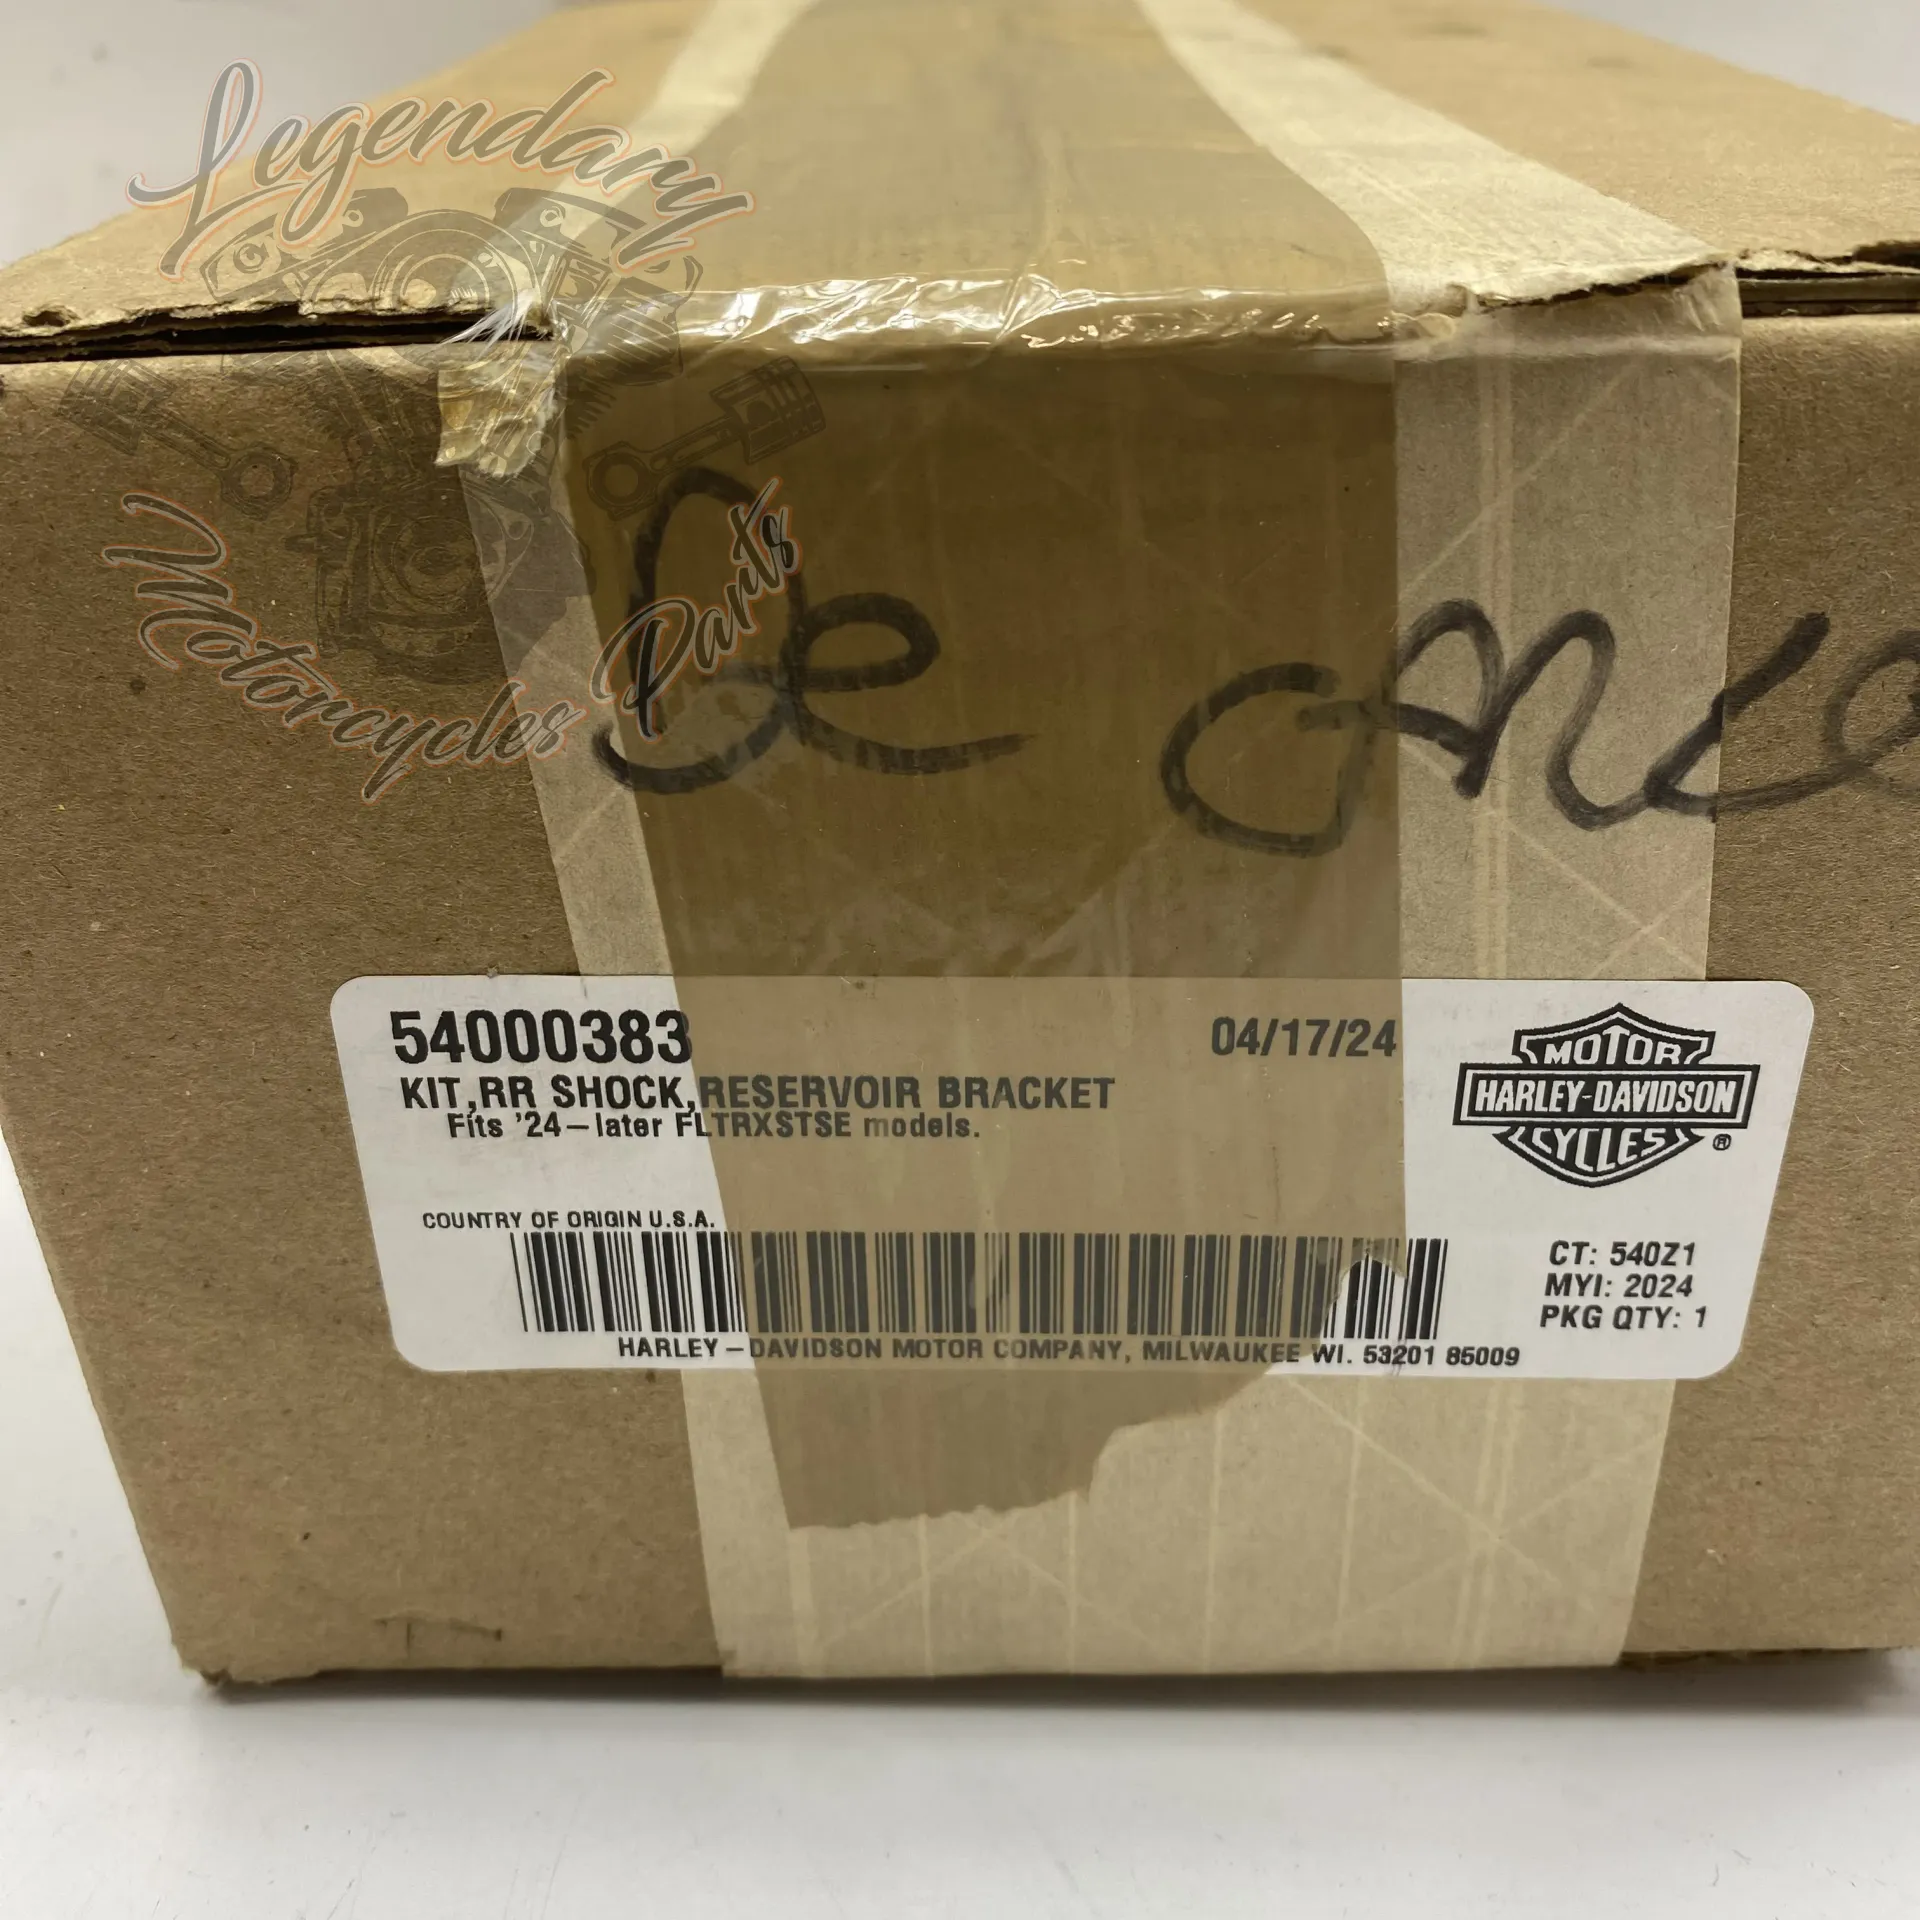 Legendary
Motorcycles Parts
54000383
04/17/24
KIT,RR SHOCK,RESERVOIR BRACKET
Fits '24-later FLTRXSTSE models.
MOTOR
HARLEY-DAVIDSON
CYCLES
®
COUNTRY OF ORIGIN U.S.A.
CT: 540Z1
MYI: 2024
PKG QTY: 1
HARLEY-DAVIDSON MOTOR COMPANY, MILWAUKEE WI. 53201 85009